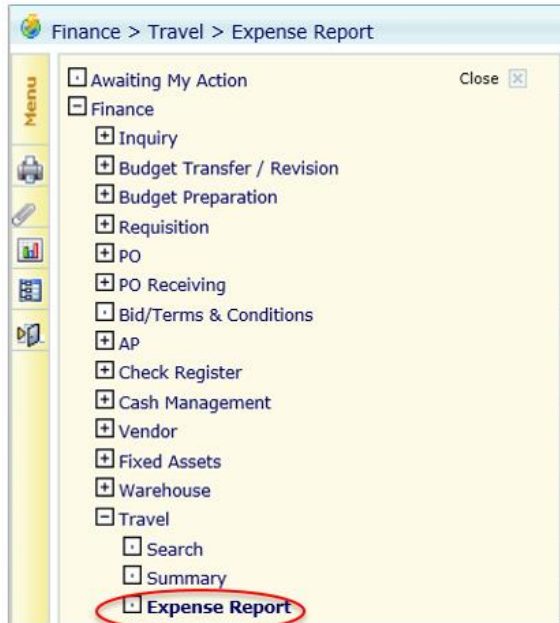 Finance > Travel > Expense Report
Menu
Awaiting My Action Close
Finance
Inquiry
Budget Transfer / Revision
Budget Preparation
Requisition
PO
PO Receiving
Bid/Terms & Conditions
AP
Check Register
Cash Management
Vendor
Fixed Assets
Warehouse
Travel
Search
Summary
Expense Report